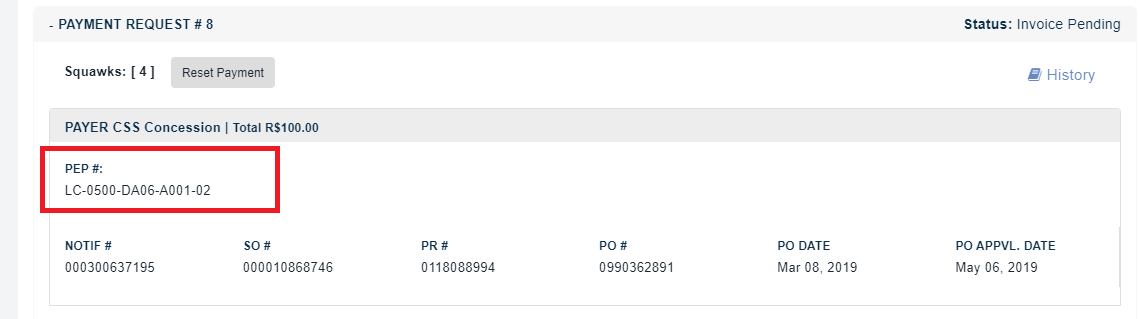 - PAYMENT REQUEST # 8 Status: Invoice Pending
Squawks: [ 4 ] Reset Payment History
PAYER CSS Concession | Total R$100.00
PEP #:
LC-0500-DA06-A001-02
NOTIF # SO # PR # PO # PO DATE PO APPVL. DATE
000300637195 000010868746 0118088994 0990362891 Mar 08, 2019 May 06, 2019